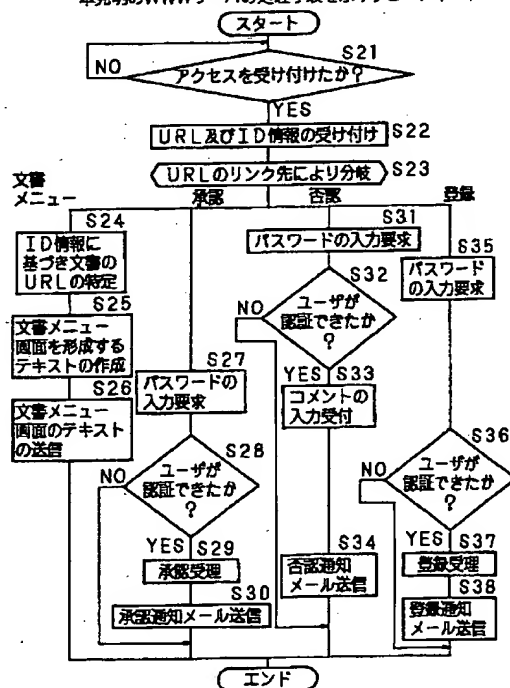 スタート
S21
NO
アクセスを受け付けたか?
YES
URL及びID情報の受け付け
S22
URLのリンク先により分岐
S23
文書
メニュー
承認
否認
登録
S24
ID情報に
基づき文書の
URLの特定
S25
文書メニュー
画面を形成する
テキストの作成
S26
文書メニュー
画面のテキスト
の送信
S27
パスワードの
入力要求
S28
NO
ユーザが
認証できたか
?
YES
S29
承認受理
S30
承認通知メール送信
S31
パスワードの入力要求
S32
NO
ユーザが
認証できたか
?
YES
S33
コメントの
入力受付
S34
否認通知
メール送信
S35
パスワード
の入力要求
S36
NO
ユーザが
認証できたか
?
YES
S37
登録受理
S38
登録通知
メール送信
エンド